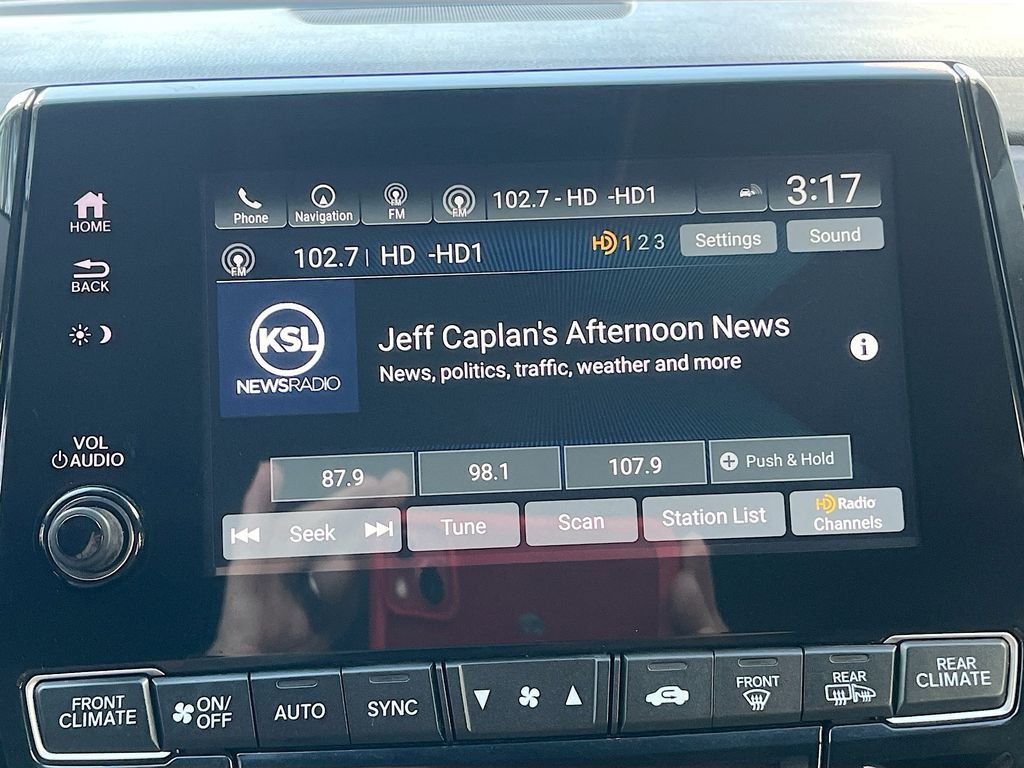 Phone
Navigation
FM
FM
FM
102.7 - HD -HD1
3:17
FM
102.7 | HD -HD1
HD 1 2 3
Settings
Sound
HOME
BACK
KSL
NEWSRADIO
Jeff Caplan's Afternoon News
News, politics, traffic, weather and more
i
VOL
AUDIO
87.9
98.1
107.9
Push & Hold
Seek
Tune
Scan
Station List
HD Radio
Channels
FRONT
CLIMATE
ON/
OFF
AUTO
SYNC
FRONT
REAR
REAR
CLIMATE